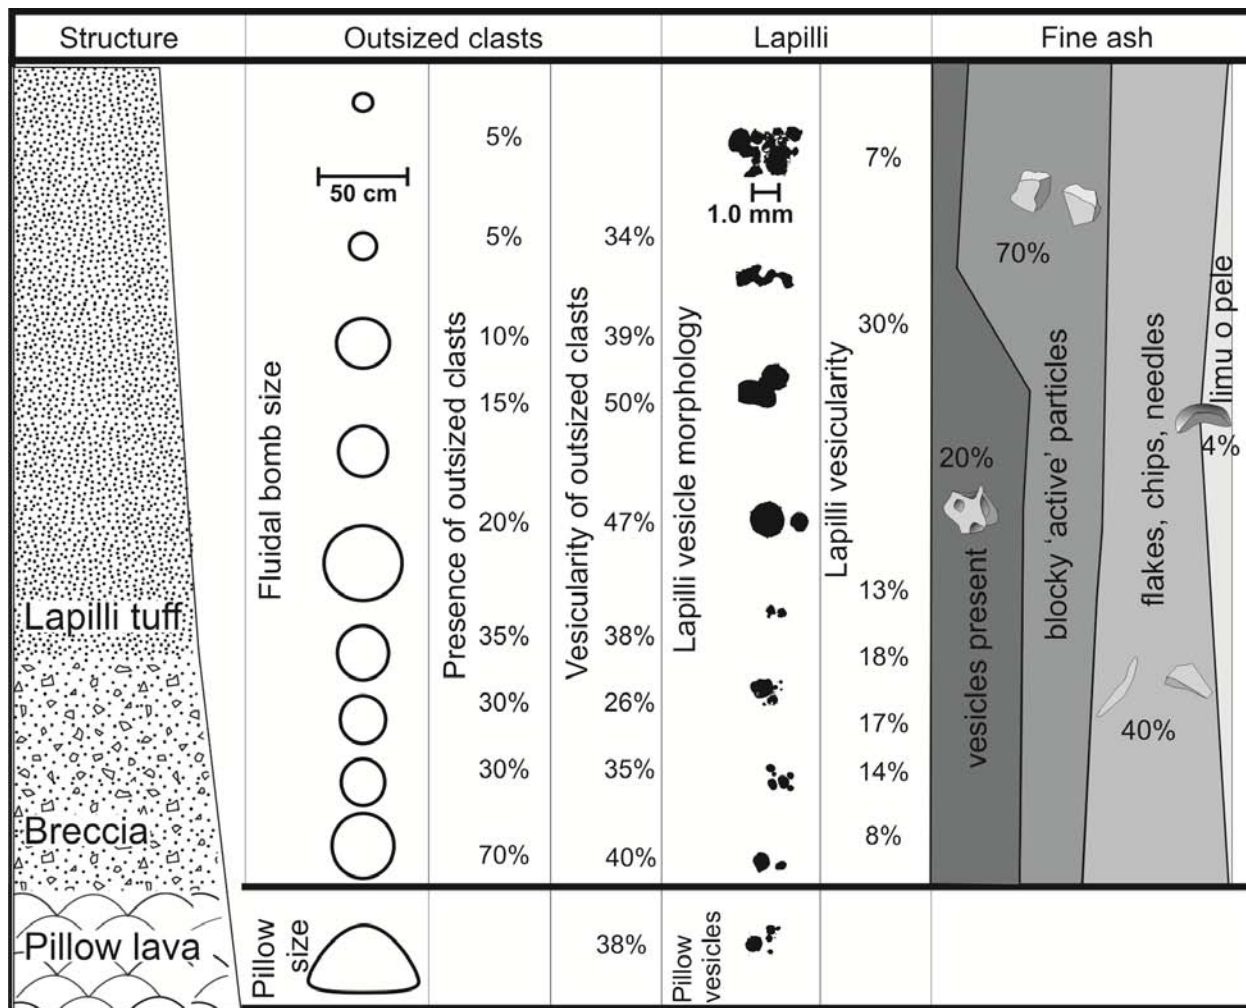 Structure
Outsized clasts
Lapilli
Fine ash
Lapilli tuff
Breccia
Pillow lava
Fluidal bomb size
50 cm
Pillow size
Presence of outsized clasts
5%
5%
10%
15%
20%
35%
30%
30%
70%
Vesicularity of outsized clasts
34%
39%
50%
47%
38%
26%
35%
40%
38%
Lapilli vesicle morphology
1.0 mm
Pillow vesicles
Lapilli vesicularity
7%
30%
13%
18%
17%
14%
8%
vesicles present
20%
blocky ‘active’ particles
70%
flakes, chips, needles
40%
limu o pele
4%